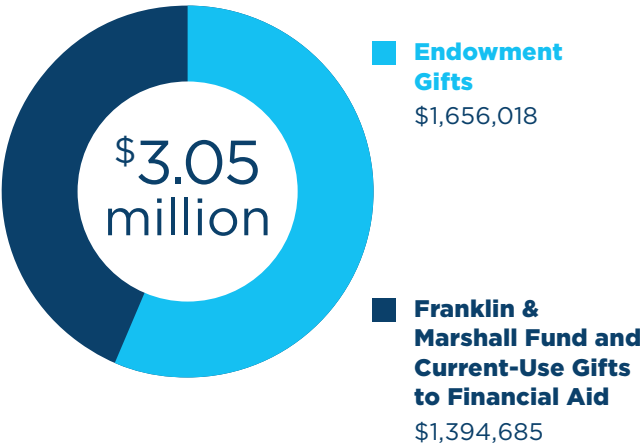 $3.05
million
Endowment
Gifts
$1,656,018
Franklin &
Marshall Fund and
Current-Use Gifts
to Financial Aid
$1,394,685